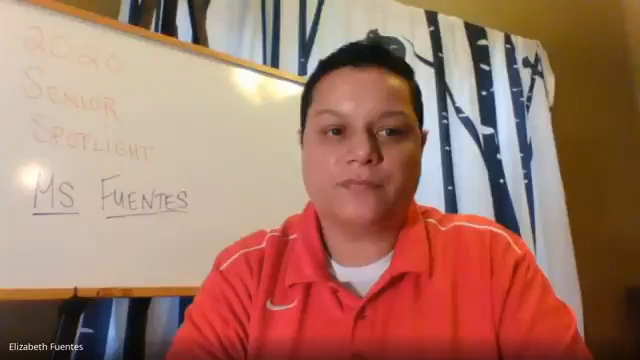 2020
SENIOR
SPOTLIGHT
MS FUENTES
Elizabeth Fuentes